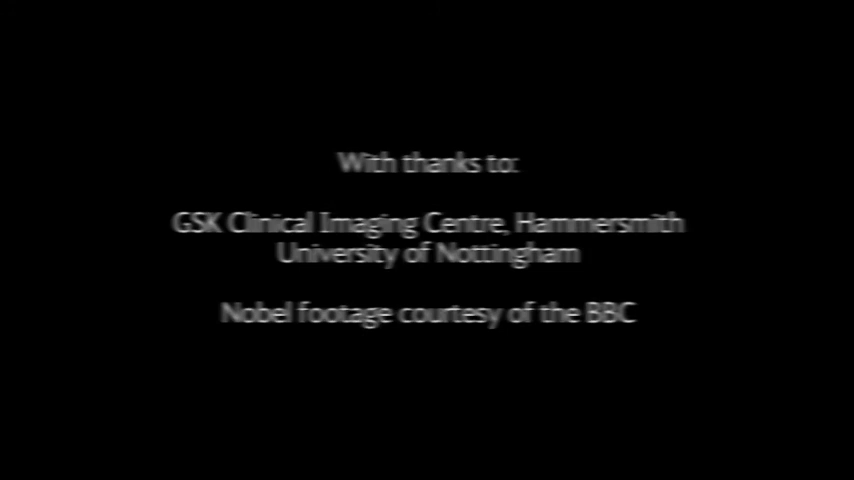 With thanks to:
GSK Clinical Imaging Centre, Hammersmith
University of Nottingham
Nobel footage courtesy of the BBC